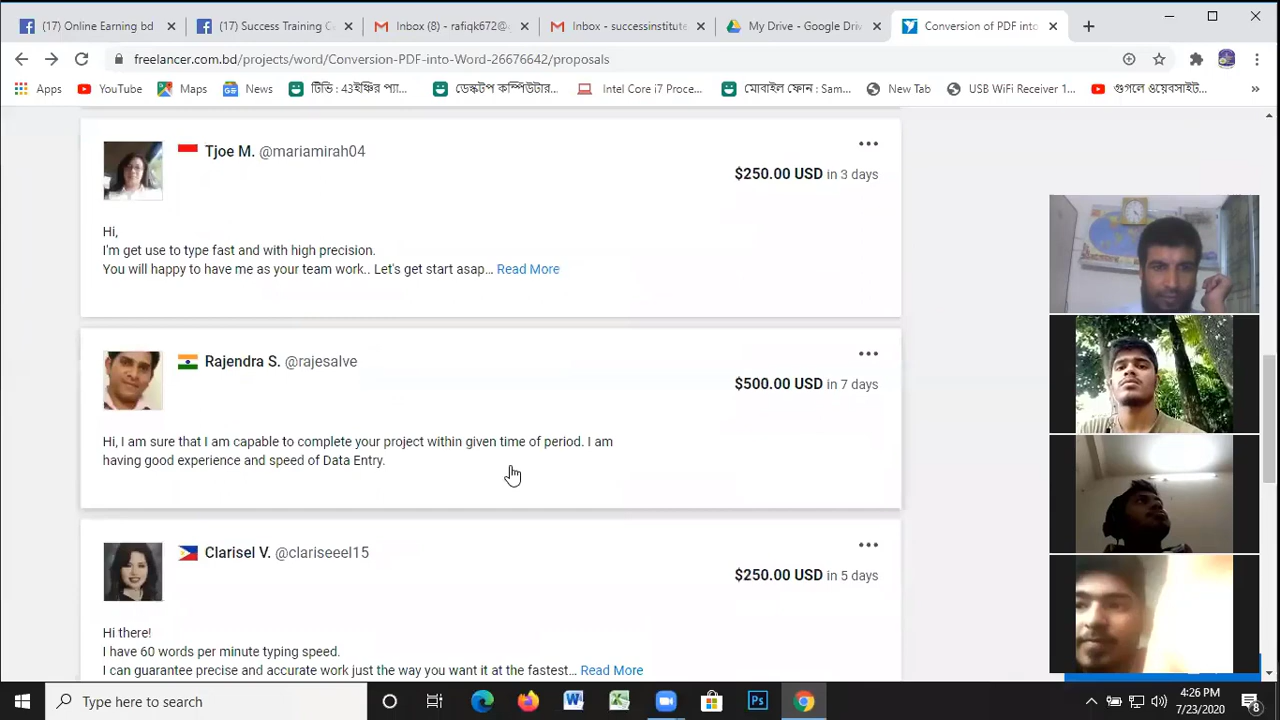 (17) Online Earning bd
(17) Success Training C
Inbox (8) - rafiqk672@
Inbox - successinstitute
My Drive - Google Driv
Conversion of PDF into
freelancer.com.bd/projects/word/Conversion-PDF-into-Word-26676642/proposals
Apps
YouTube
Maps
News
টিভি : 43ইঞ্চির প্যা...
ডেস্কটপ কম্পিউটার...
Intel Core i7 Proce...
মোবাইল ফোন : Sam...
New Tab
USB WiFi Receiver 1...
গুগলে ওয়েবসাইট...
»
Tjoe M. @mariamirah04
$250.00 USD in 3 days
Hi,
I'm get use to type fast and with high precision.
You will happy to have me as your team work.. Let's get start asap... Read More
Rajendra S. @rajesalve
$500.00 USD in 7 days
Hi, I am sure that I am capable to complete your project within given time of period. I am
having good experience and speed of Data Entry.
Clarisel V. @clariseeel15
$250.00 USD in 5 days
Hi there!
I have 60 words per minute typing speed.
I can guarantee precise and accurate work just the way you want it at the fastest... Read More
Type here to search
4:26 PM
7/23/2020
8